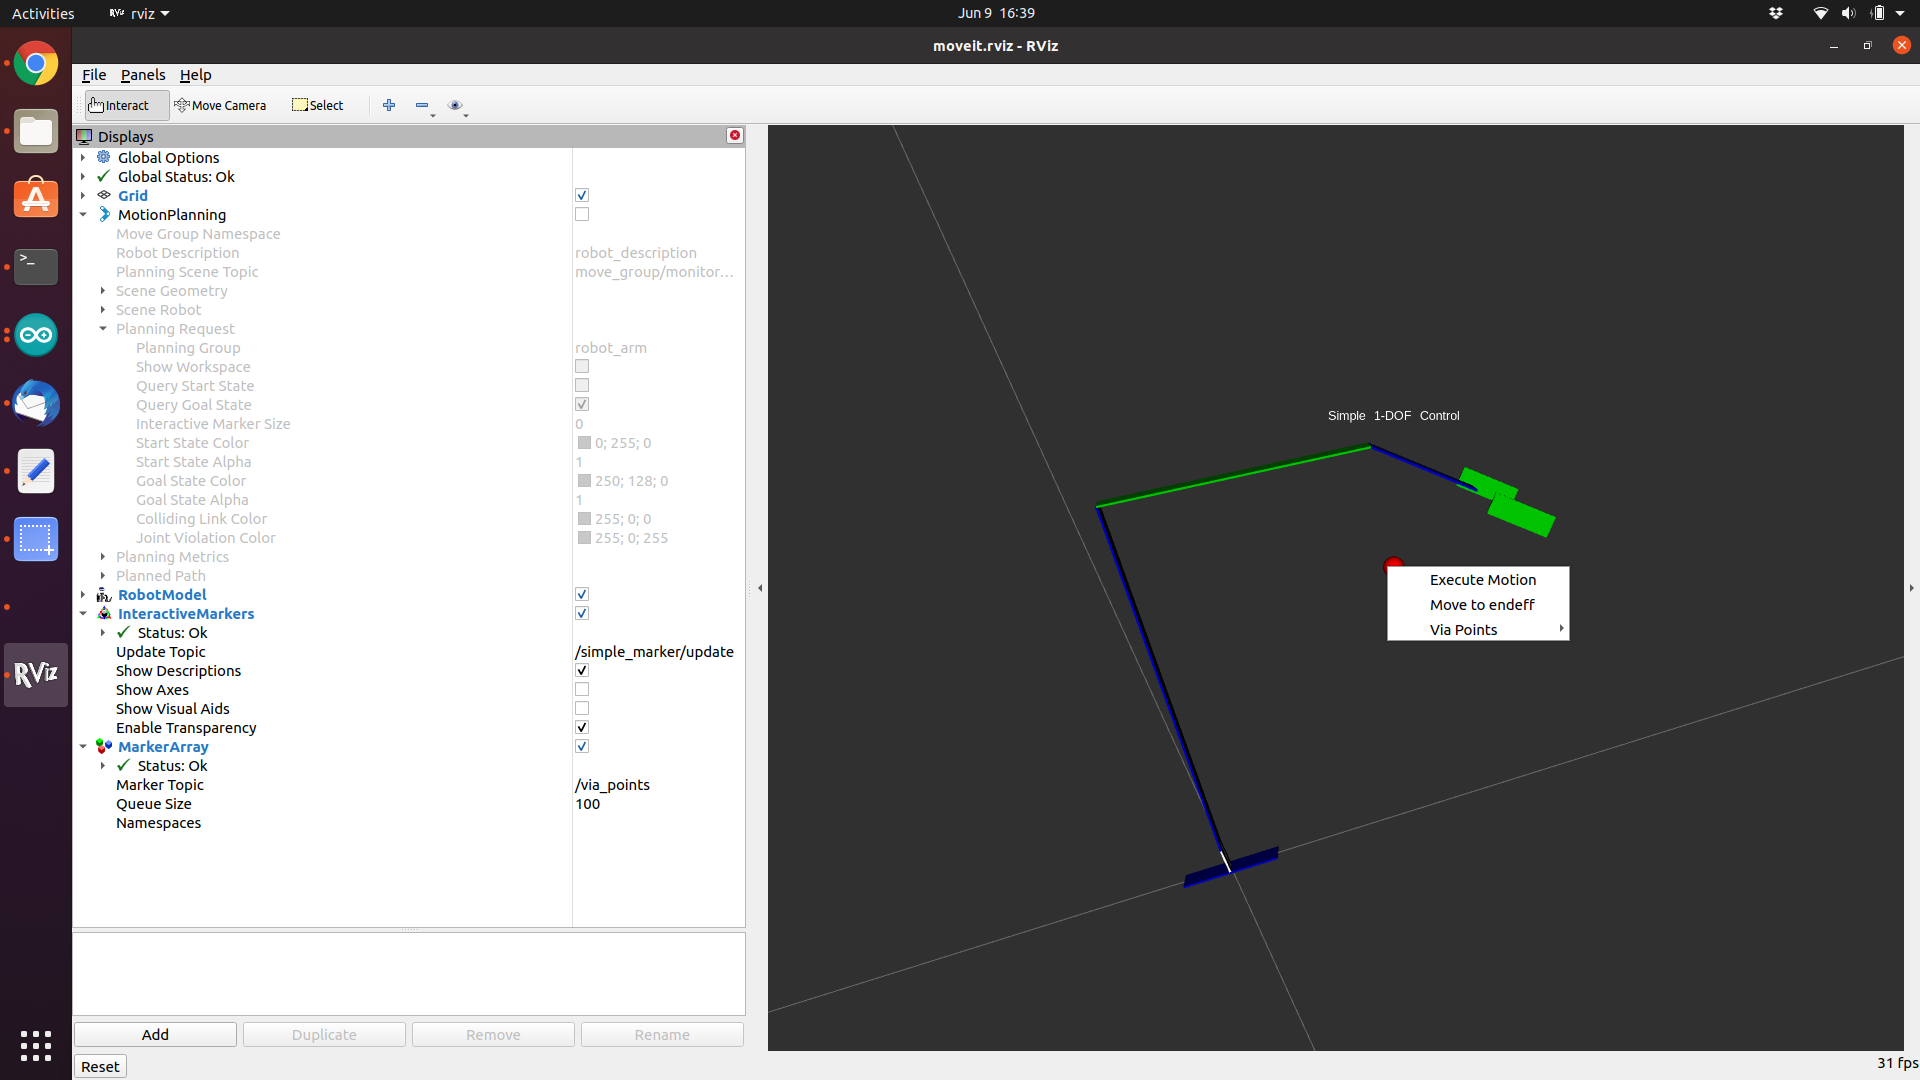 Activities RViz rviz Jun 9 16:39
moveit.rviz - RViz
File Panels Help
Interact Move Camera Select
Displays
Global Options
Global Status: Ok
Grid
MotionPlanning
Move Group Namespace
Robot Description robot_description
Planning Scene Topic move_group/monitor...
Scene Geometry
Scene Robot
Planning Request
Planning Group robot_arm
Show Workspace
Query Start State
Query Goal State
Interactive Marker Size 0
Start State Color 0; 255; 0
Start State Alpha 1
Goal State Color 250; 128; 0
Goal State Alpha 1
Colliding Link Color 255; 0; 0
Joint Violation Color 255; 0; 255
Planning Metrics
Planned Path
RobotModel
InteractiveMarkers
Status: Ok
Update Topic /simple_marker/update
Show Descriptions
Show Axes
Show Visual Aids
Enable Transparency
MarkerArray
Status: Ok
Marker Topic /via_points
Queue Size 100
Namespaces
Add Duplicate Remove Rename
Reset
Simple 1-DOF Control
Execute Motion
Move to endeff
Via Points
31 fps
>_
RViz